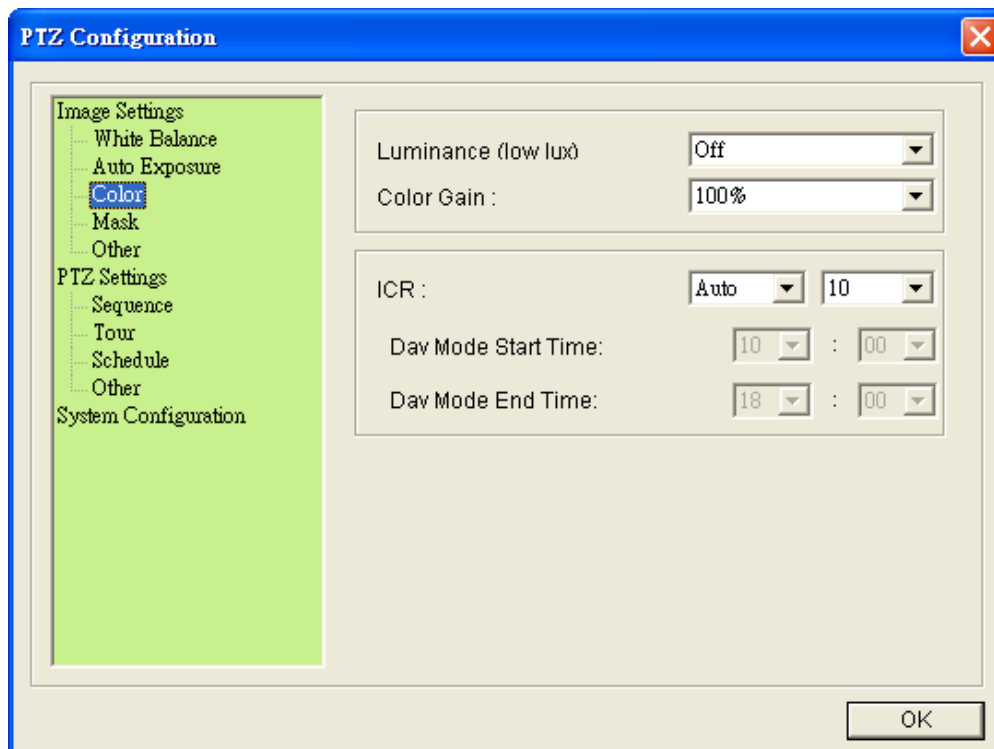 PTZ Configuration
Image Settings
White Balance
Auto Exposure
Color
Mask
Other
PTZ Settings
Sequence
Tour
Schedule
Other
System Configuration
Luminance (low lux)
Off
Color Gain :
100%
ICR :
Auto
10
Dav Mode Start Time:
10 : 00
Dav Mode End Time:
18 : 00
OK